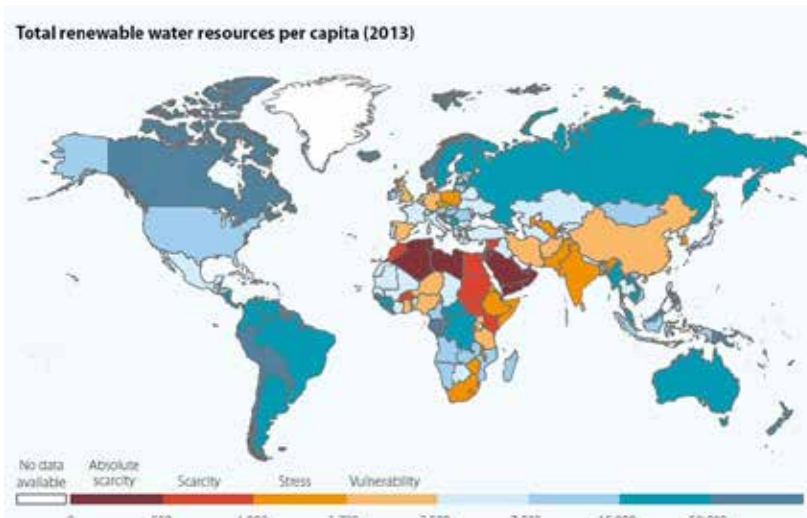 Total renewable water resources per capita (2013)
No data Absolute
available scarcity Scarcity Stress Vulnerability